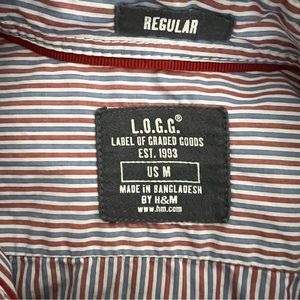 REGULAR
L.O.G.G.®
LABEL OF GRADED GOODS
EST. 1993
US M
MADE IN BANGLADESH
BY H&M
www.hm.com